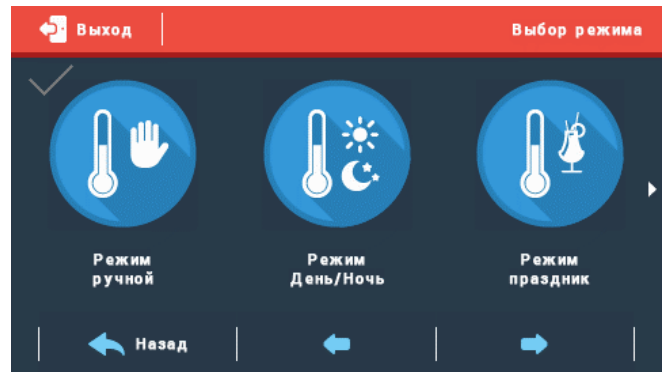 Выход
Выбор режима
Режим
ручной
Режим
День/Ночь
Режим
праздник
Назад